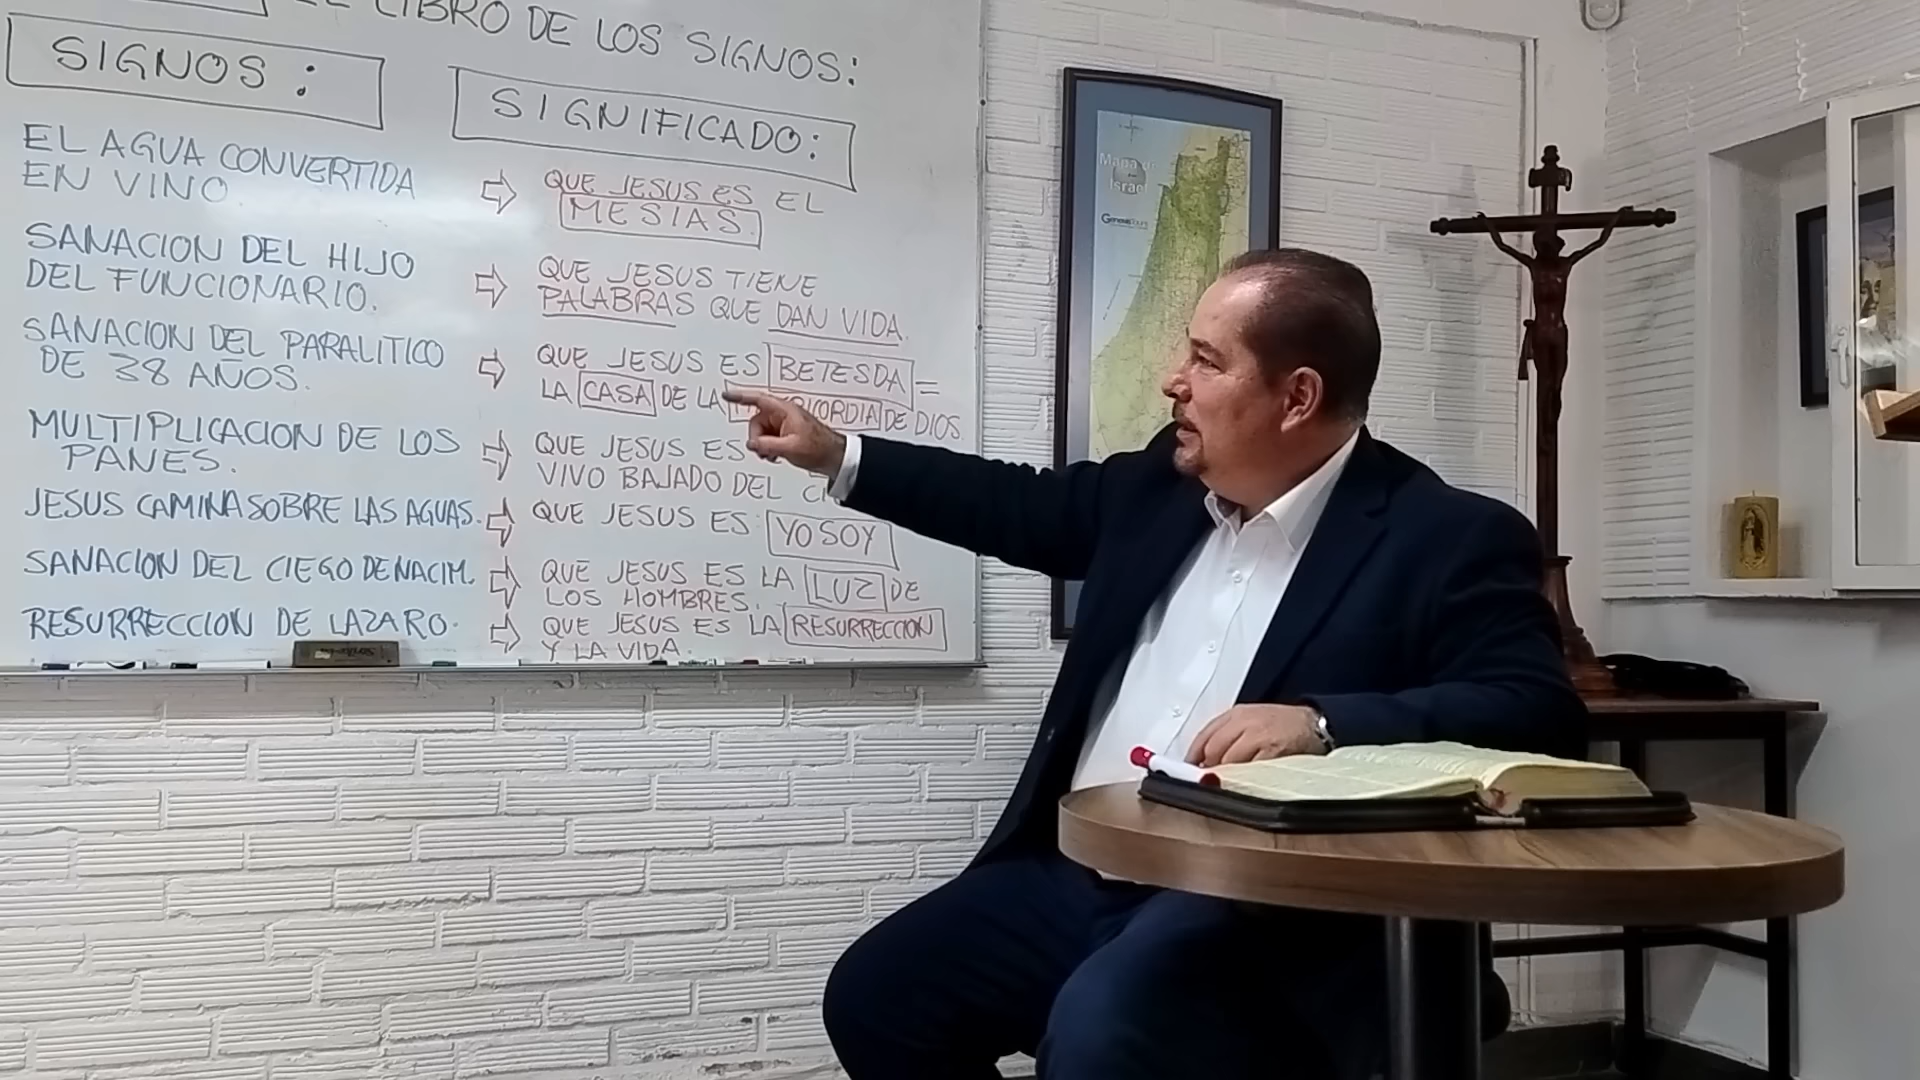 EL LIBRO DE LOS SIGNOS:
SIGNOS:
SIGNIFICADO:
EL AGUA CONVERTIDA
EN VINO
⇨ QUE JESUS ES EL
MESIAS.
SANACION DEL HIJO
DEL FUNCIONARIO.
⇨ QUE JESUS TIENE
PALABRAS QUE DAN VIDA.
SANACION DEL PARALITICO
DE 38 AÑOS.
⇨ QUE JESUS ES BETESDA =
LA CASA DE LA DE DIOS
MULTIPLICACION DE LOS
PANES.
⇨ QUE JESUS ES
VIVO BAJADO DEL
JESUS CAMINA SOBRE LAS AGUAS.
⇨ QUE JESUS ES YO SOY
SANACION DEL CIEGO DE NACIM.
⇨ QUE JESUS ES LA LUZ DE
LOS HOMBRES.
RESURRECCION DE LAZARO.
⇨ QUE JESUS ES LA RESURRECCION
Y LA VIDA.
Mapa de
Israel